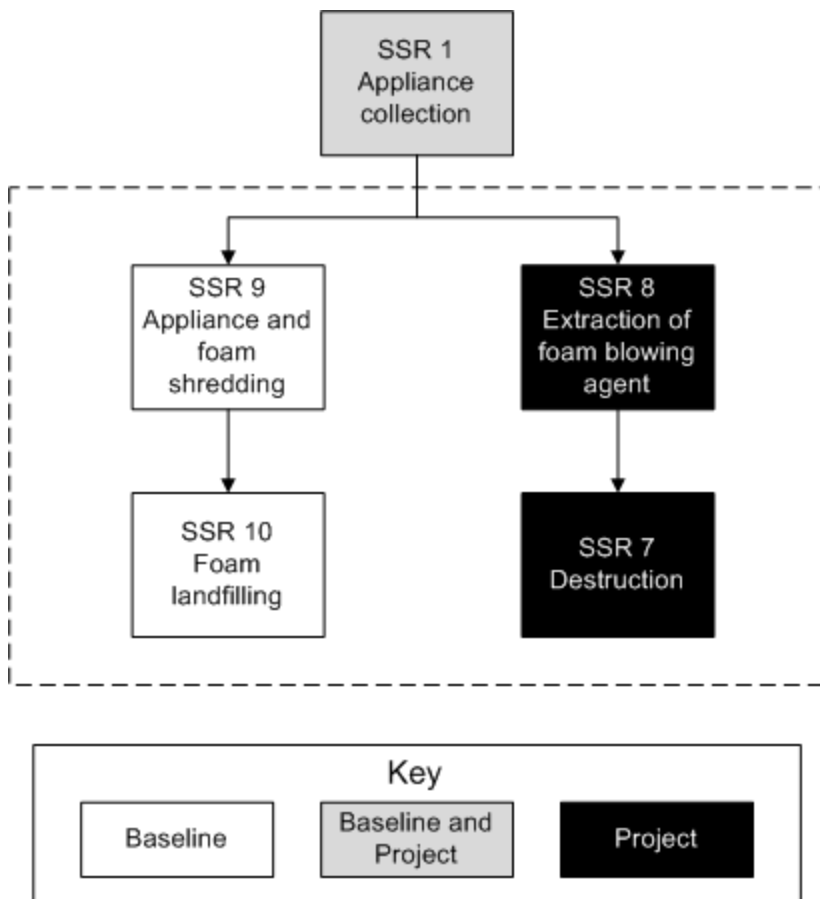 SSR 1
Appliance
collection
SSR 9
Appliance and
foam
shredding
SSR 8
Extraction of
foam blowing
agent
SSR 10
Foam
landfilling
SSR 7
Destruction
Key
Baseline
Baseline and
Project
Project